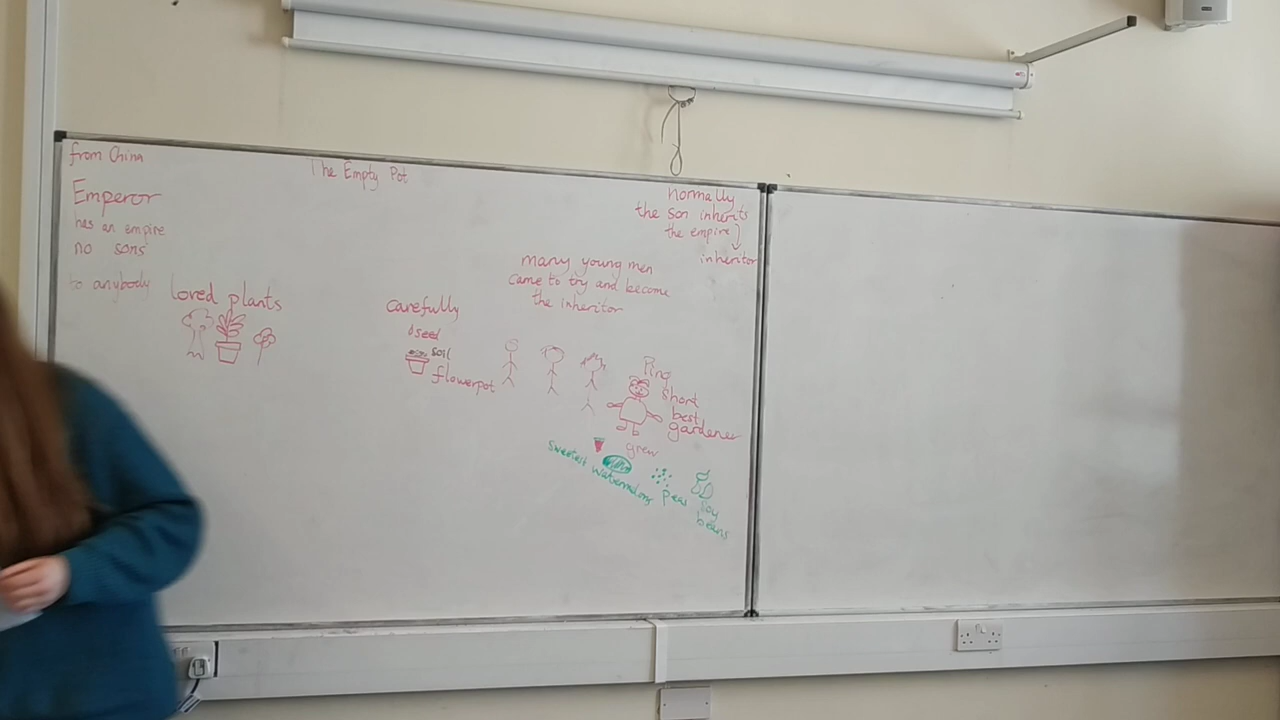 from China
The Empty Pot
Emperor
has an empire
no sons
to anybody
loved plants
normally
the son inherits
the empire
inheritor
many young men
came to try and become
the inheritor
carefully
seed
soil
flowerpot
Ping
short
best
gardener
grew
sweetest watermelons
peas
soy
beans